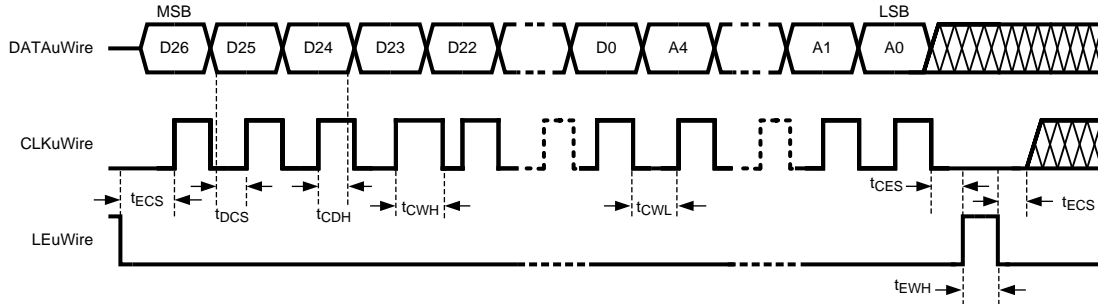 MSB
LSB
DATAuWire
D26
D25
D24
D23
D22
D0
A4
A1
A0
CLKuWire
tECS
tDCS
tCDH
tCWH
tCWL
tCES
tECS
LEuWire
tEWH